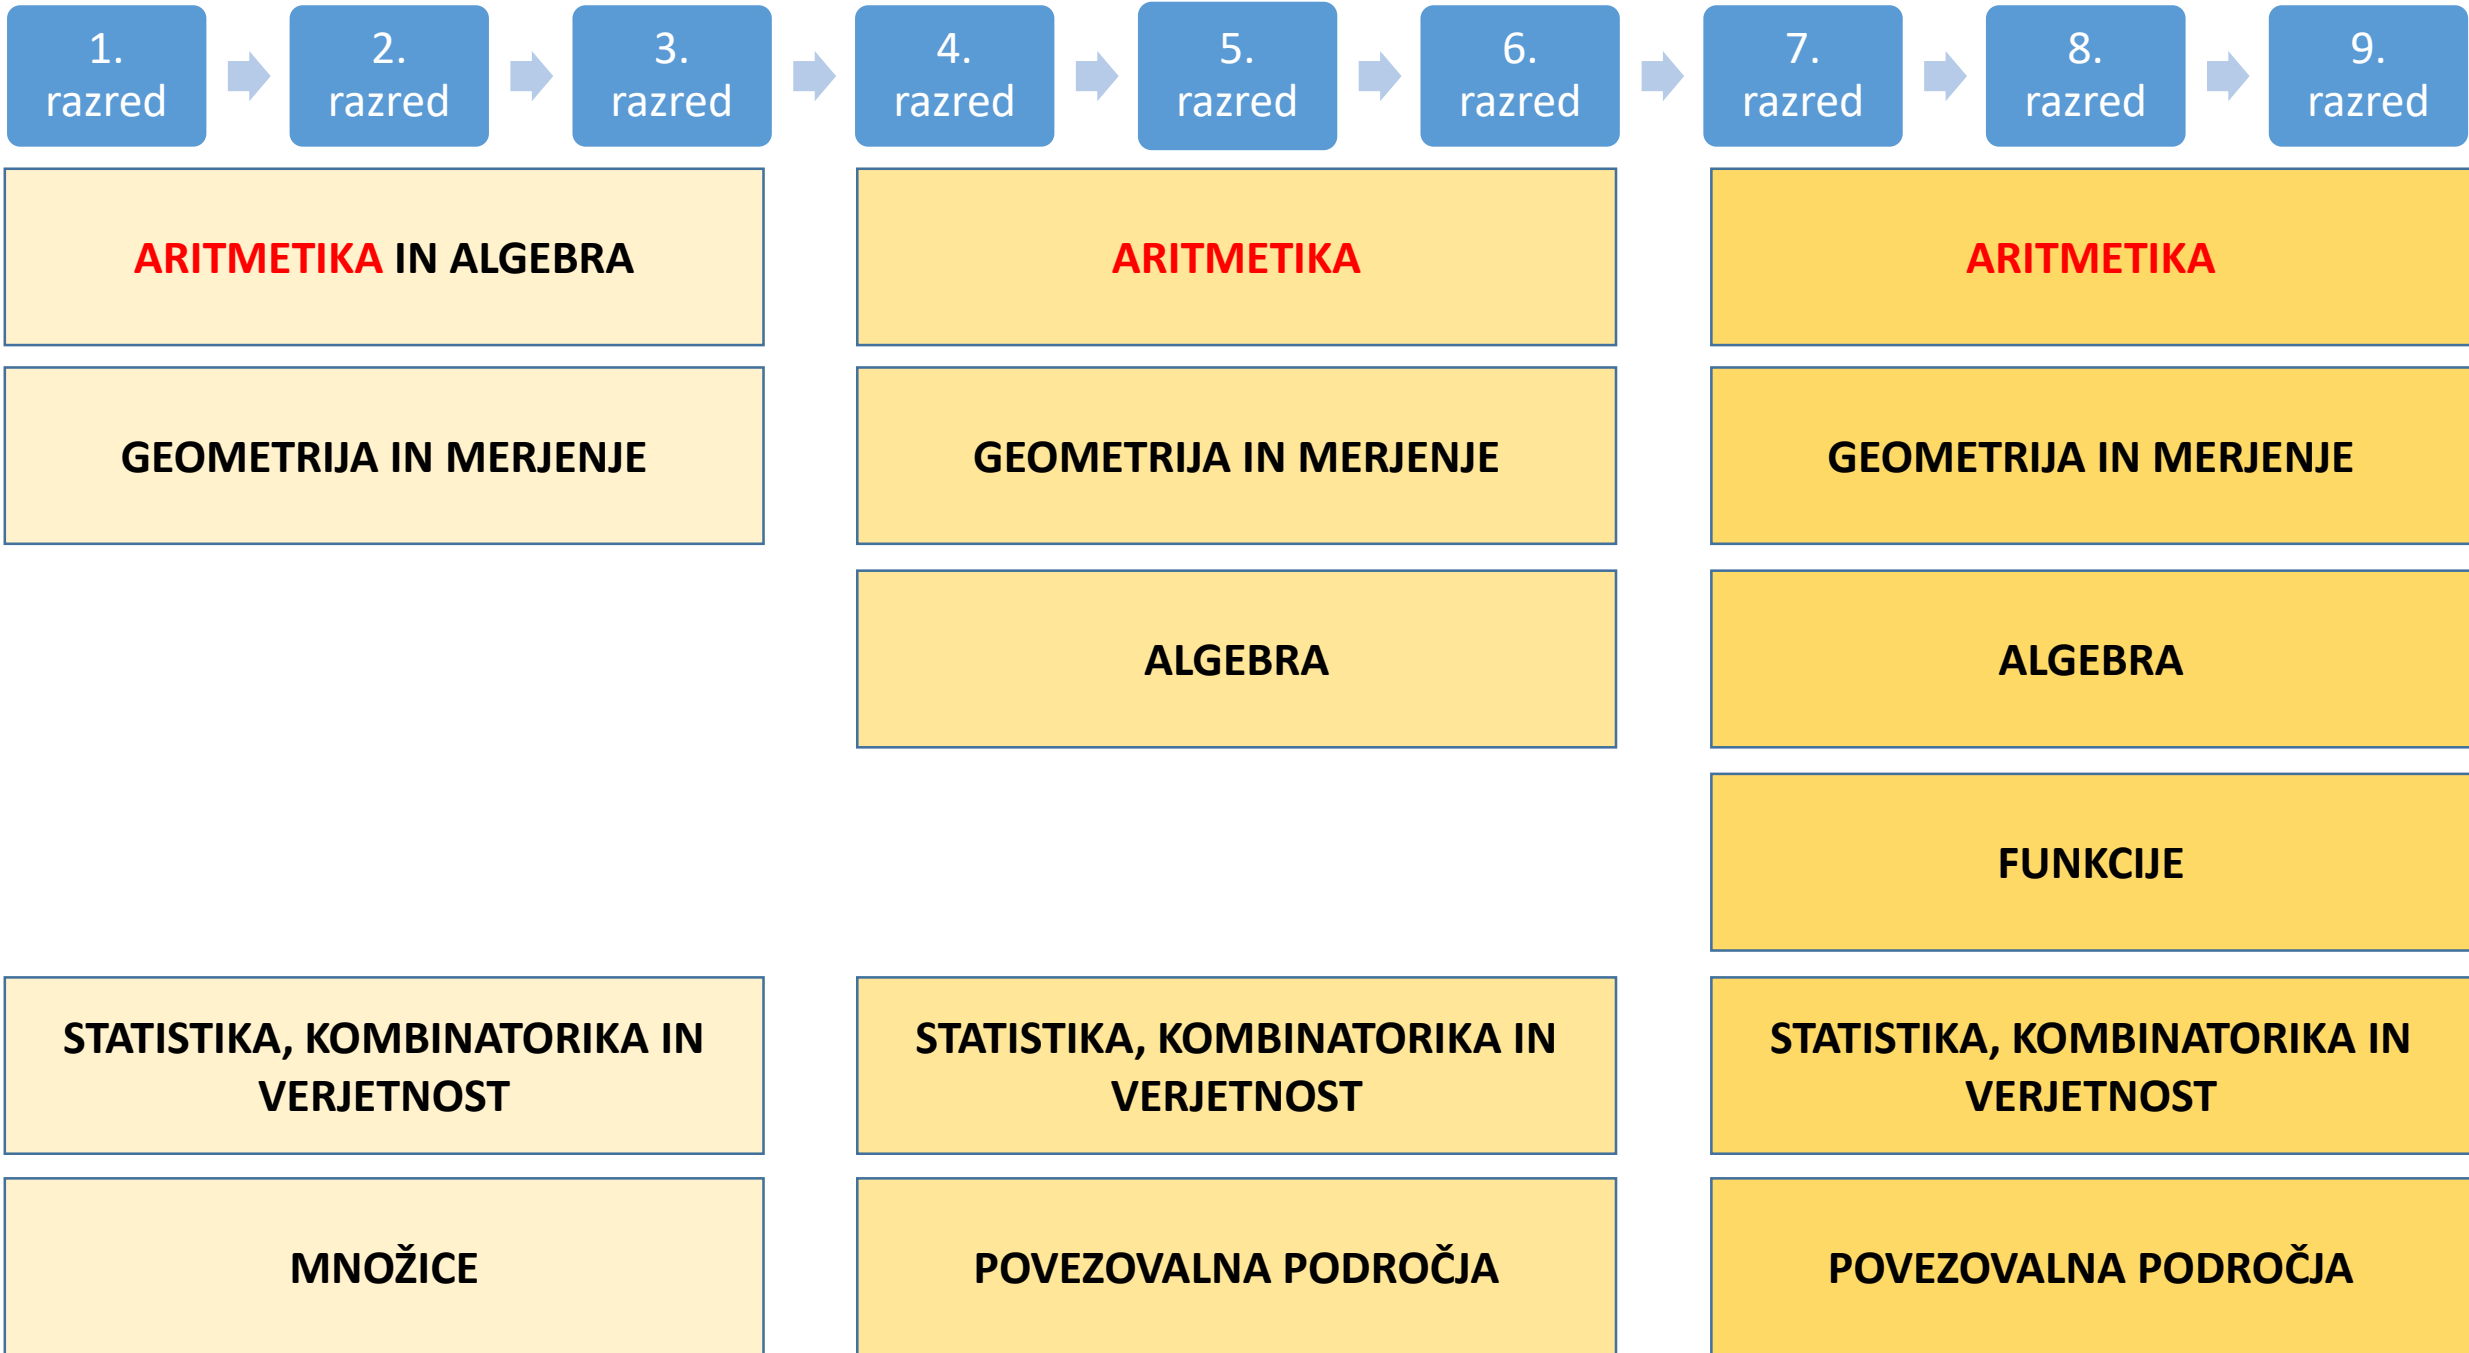 1.
razred
2.
razred
3.
razred
4.
razred
5.
razred
6.
razred
7.
razred
8.
razred
9.
razred
ARITMETIKA IN ALGEBRA
ARITMETIKA
ARITMETIKA
GEOMETRIJA IN MERJENJE
GEOMETRIJA IN MERJENJE
GEOMETRIJA IN MERJENJE
ALGEBRA
ALGEBRA
FUNKCIJE
STATISTIKA, KOMBINATORIKA IN
VERJETNOST
STATISTIKA, KOMBINATORIKA IN
VERJETNOST
STATISTIKA, KOMBINATORIKA IN
VERJETNOST
MNOŽICE
POVEZOVALNA PODROČJA
POVEZOVALNA PODROČJA